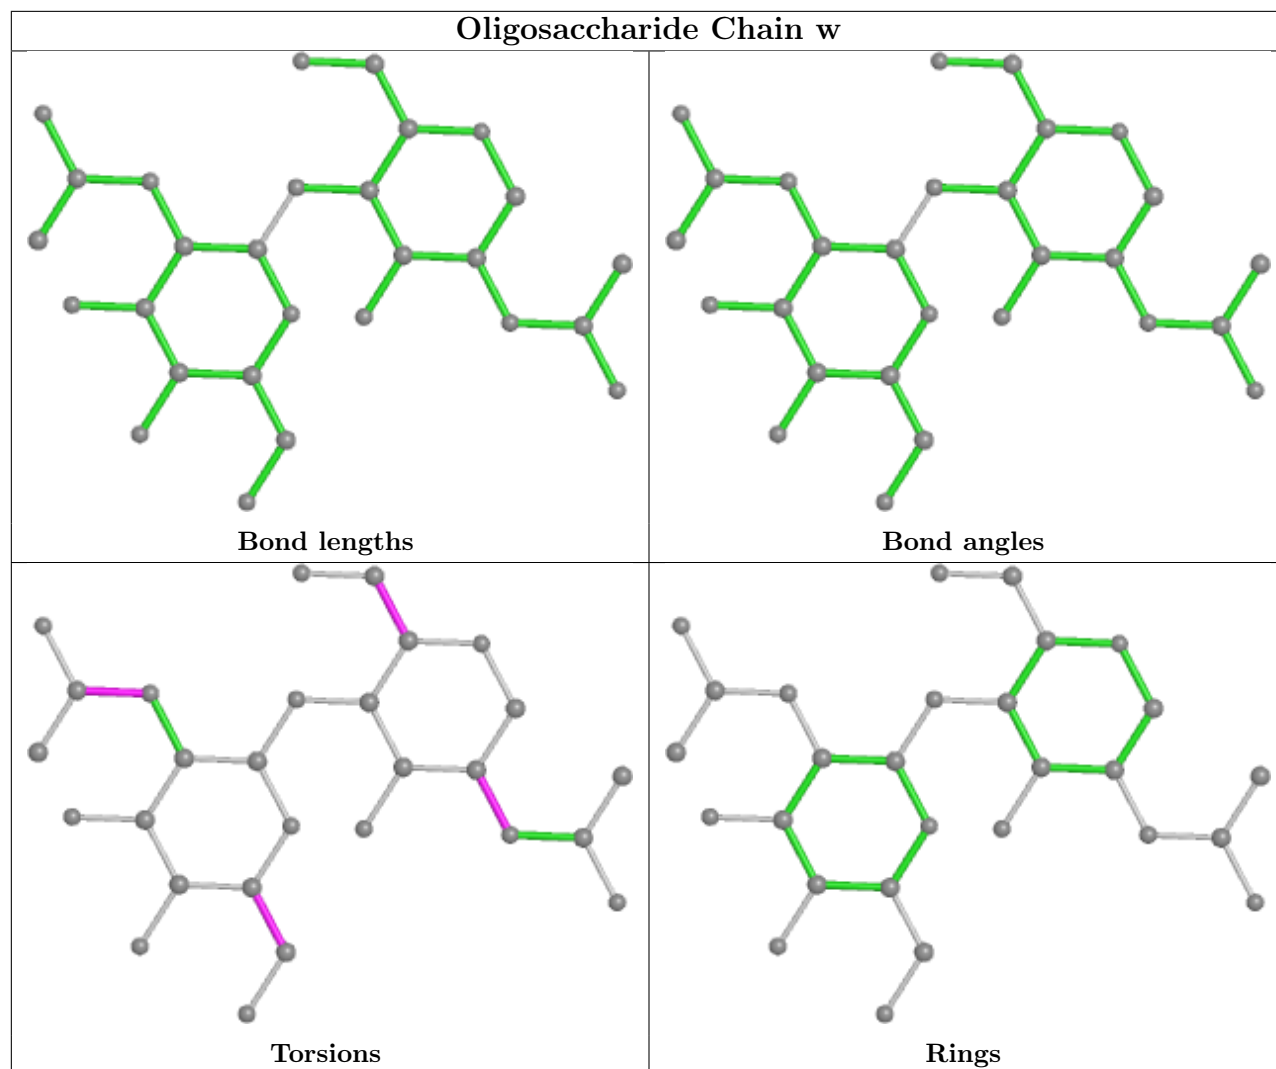 Oligosaccharide Chain w
Bond lengths
Bond angles
Torsions
Rings